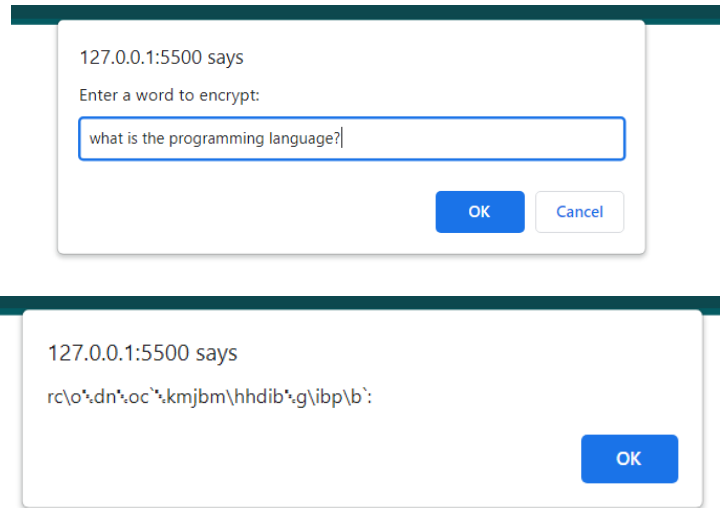 127.0.0.1:5500 says
Enter a word to encrypt:
what is the programming language?
OK
Cancel
127.0.0.1:5500 says
rc\o␛dn␛oc`␛kmjbm\hhdib␛g\ibp\b`:
OK